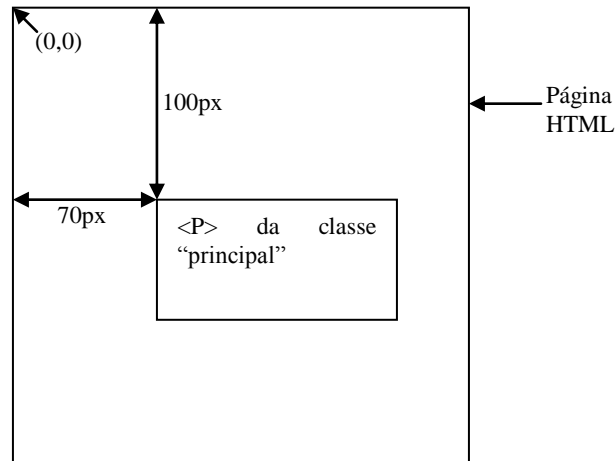 (0,0)
100px
Página
HTML
70px
<P> da classe
“principal”